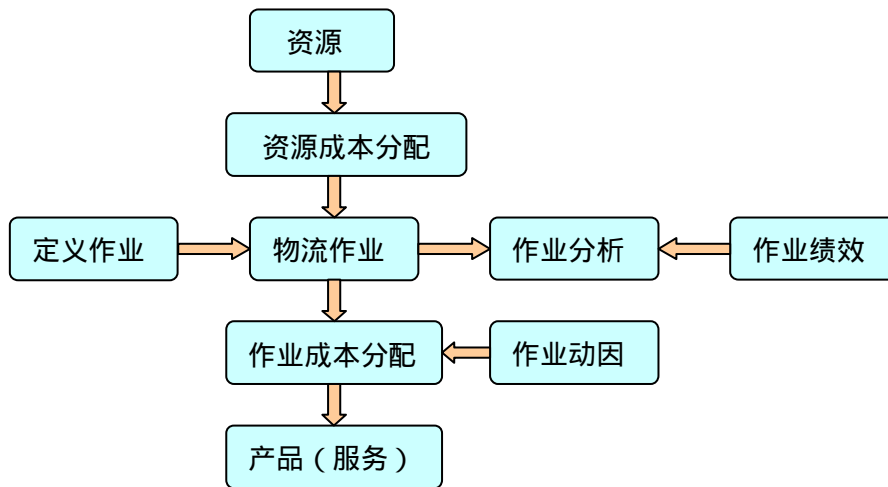 资源
资源成本分配
定义作业
物流作业
作业分析
作业绩效
作业成本分配
作业动因
产品（服务）